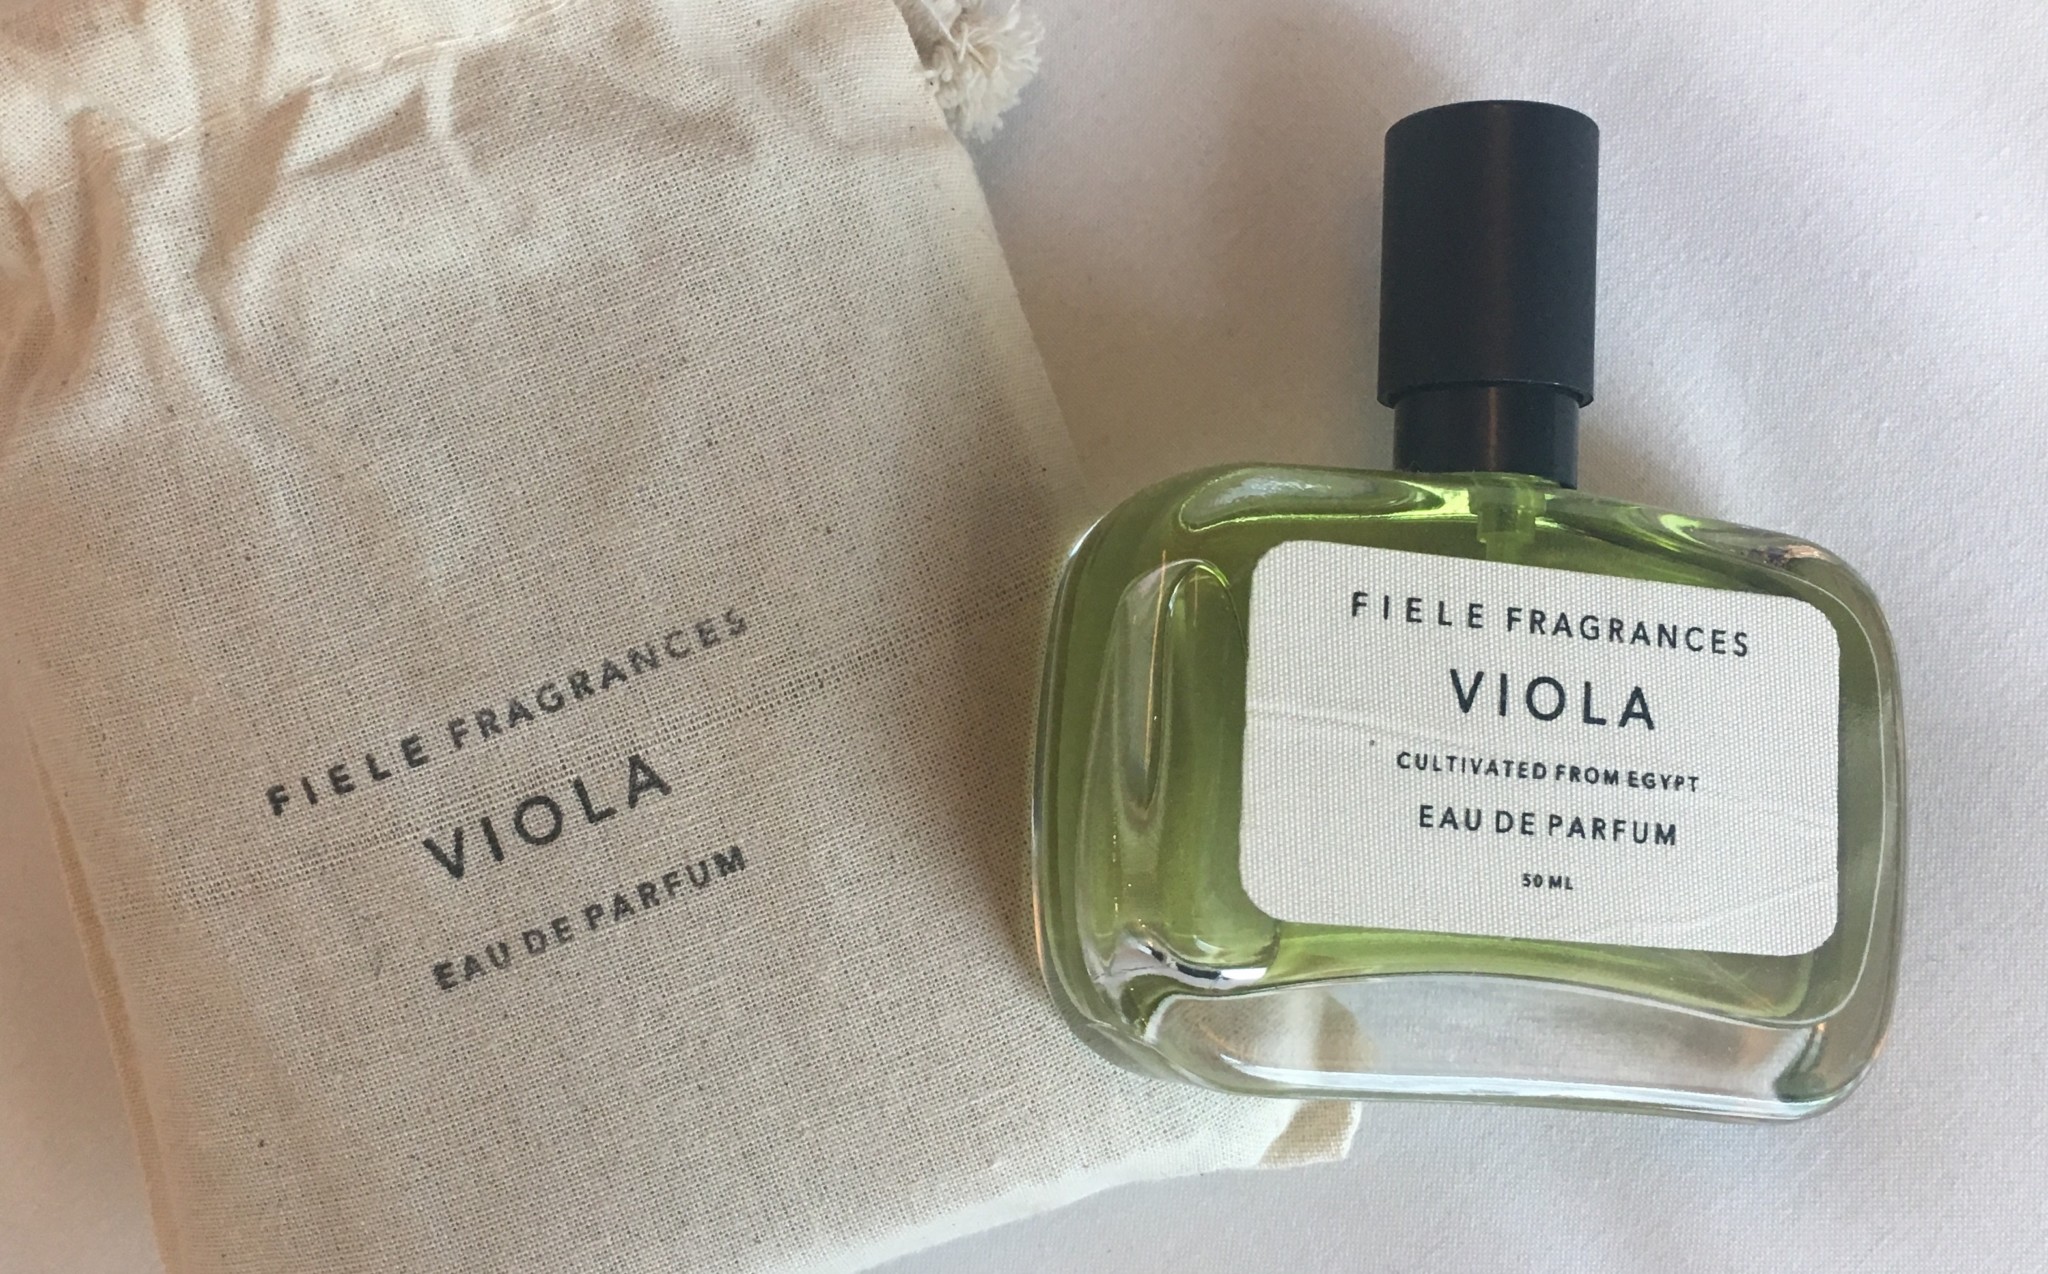 FIELE FRAGRANCES
VIOLA
EAU DE PARFUM
FIELE FRAGRANCES
VIOLA
CULTIVATED FROM EGYPT
EAU DE PARFUM
50 ML